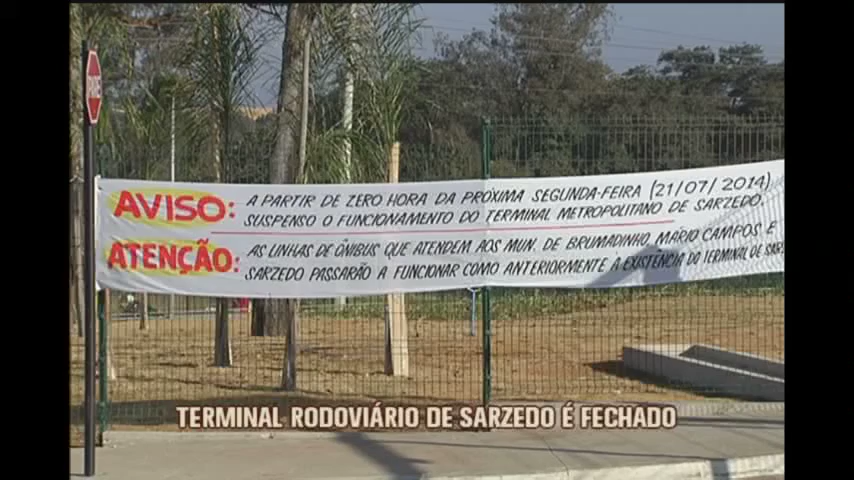 AVISO: A PARTIR DE ZERO HORA DA PRÓXIMA SEGUNDA-FEIRA (21/07/2014)
SUSPENSO O FUNCIONAMENTO DO TERMINAL METROPOLITANO DE SARZEDO.
ATENÇÃO: AS LINHAS DE ÔNIBUS QUE ATENDEM AOS MUN. DE BRUMADINHO, MÁRIO CAMPOS E
SARZEDO PASSARÃO A FUNCIONAR COMO ANTERIORMENTE À EXISTÊNCIA DO TERMINAL DE SAR
TERMINAL RODOVIÁRIO DE SARZEDO É FECHADO